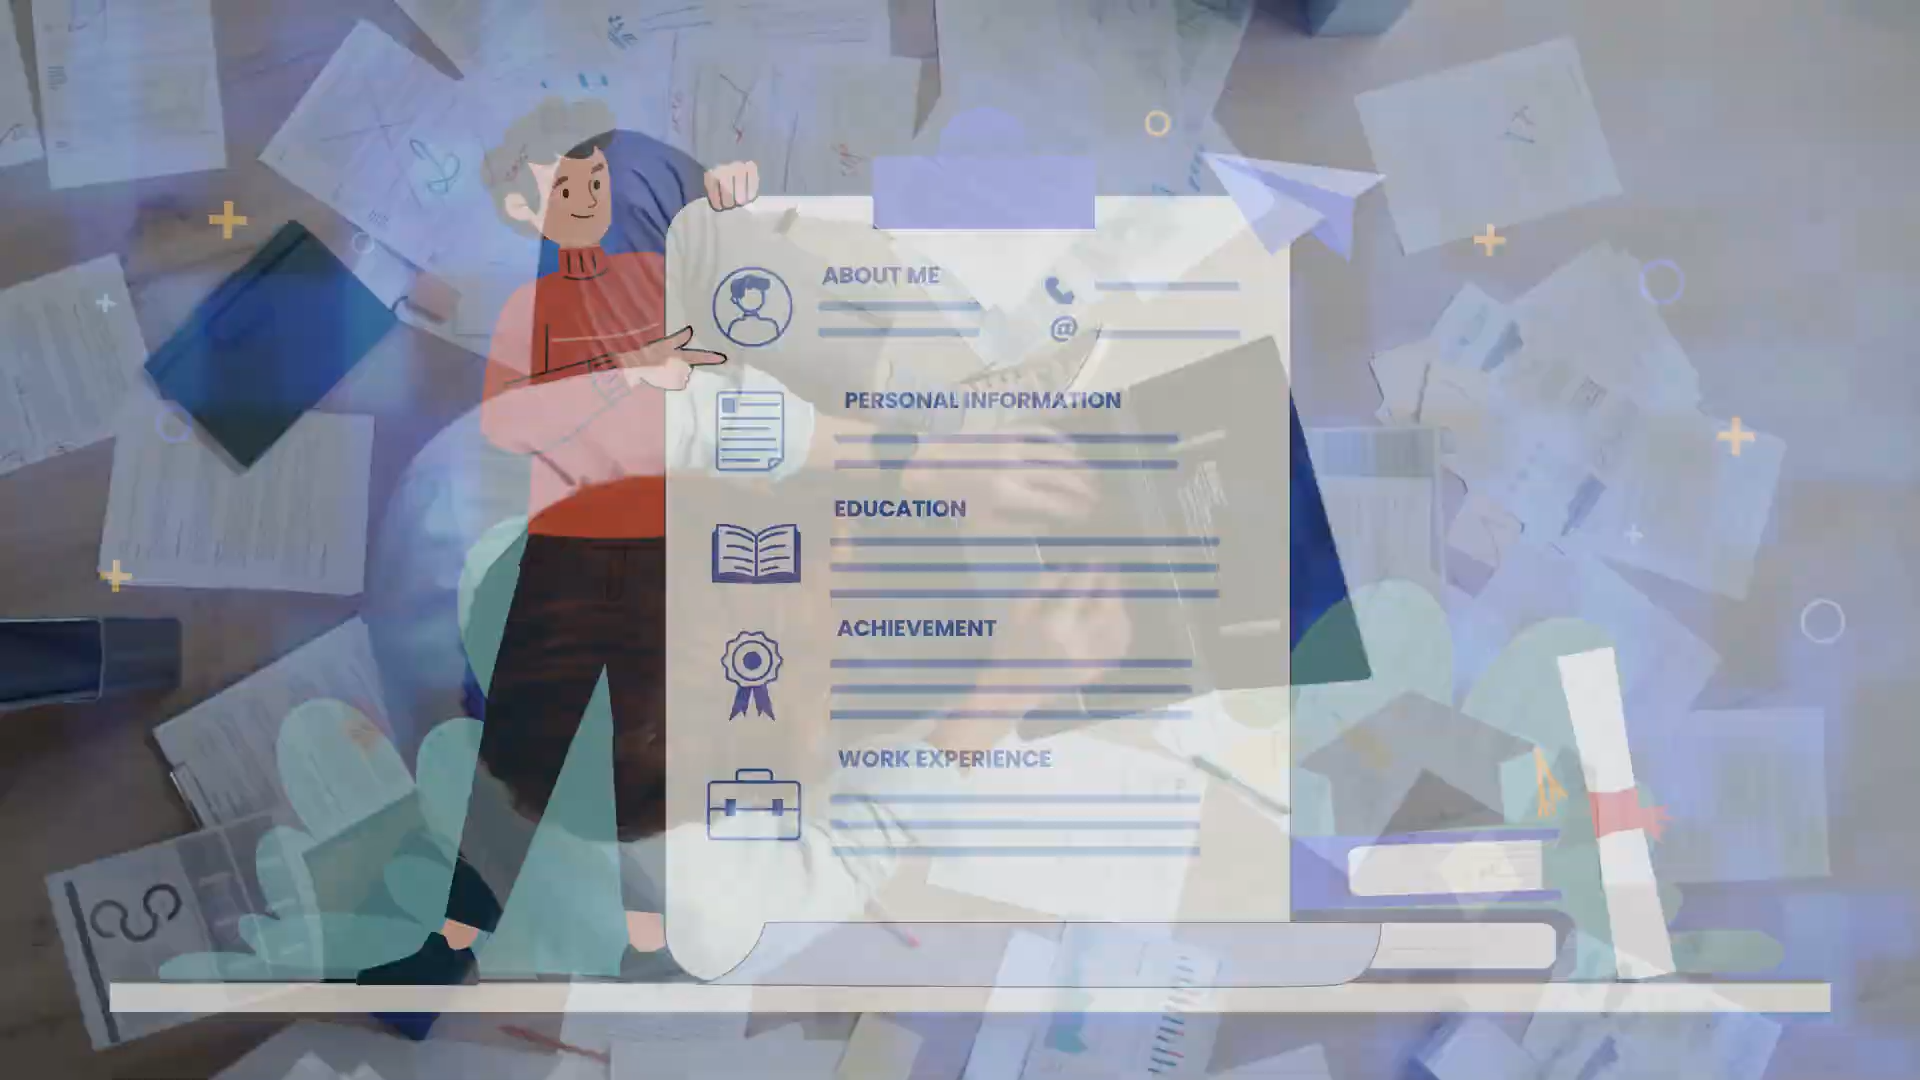 ABOUT ME
@
PERSONAL INFORMATION
EDUCATION
ACHIEVEMENT
WORK EXPERIENCE